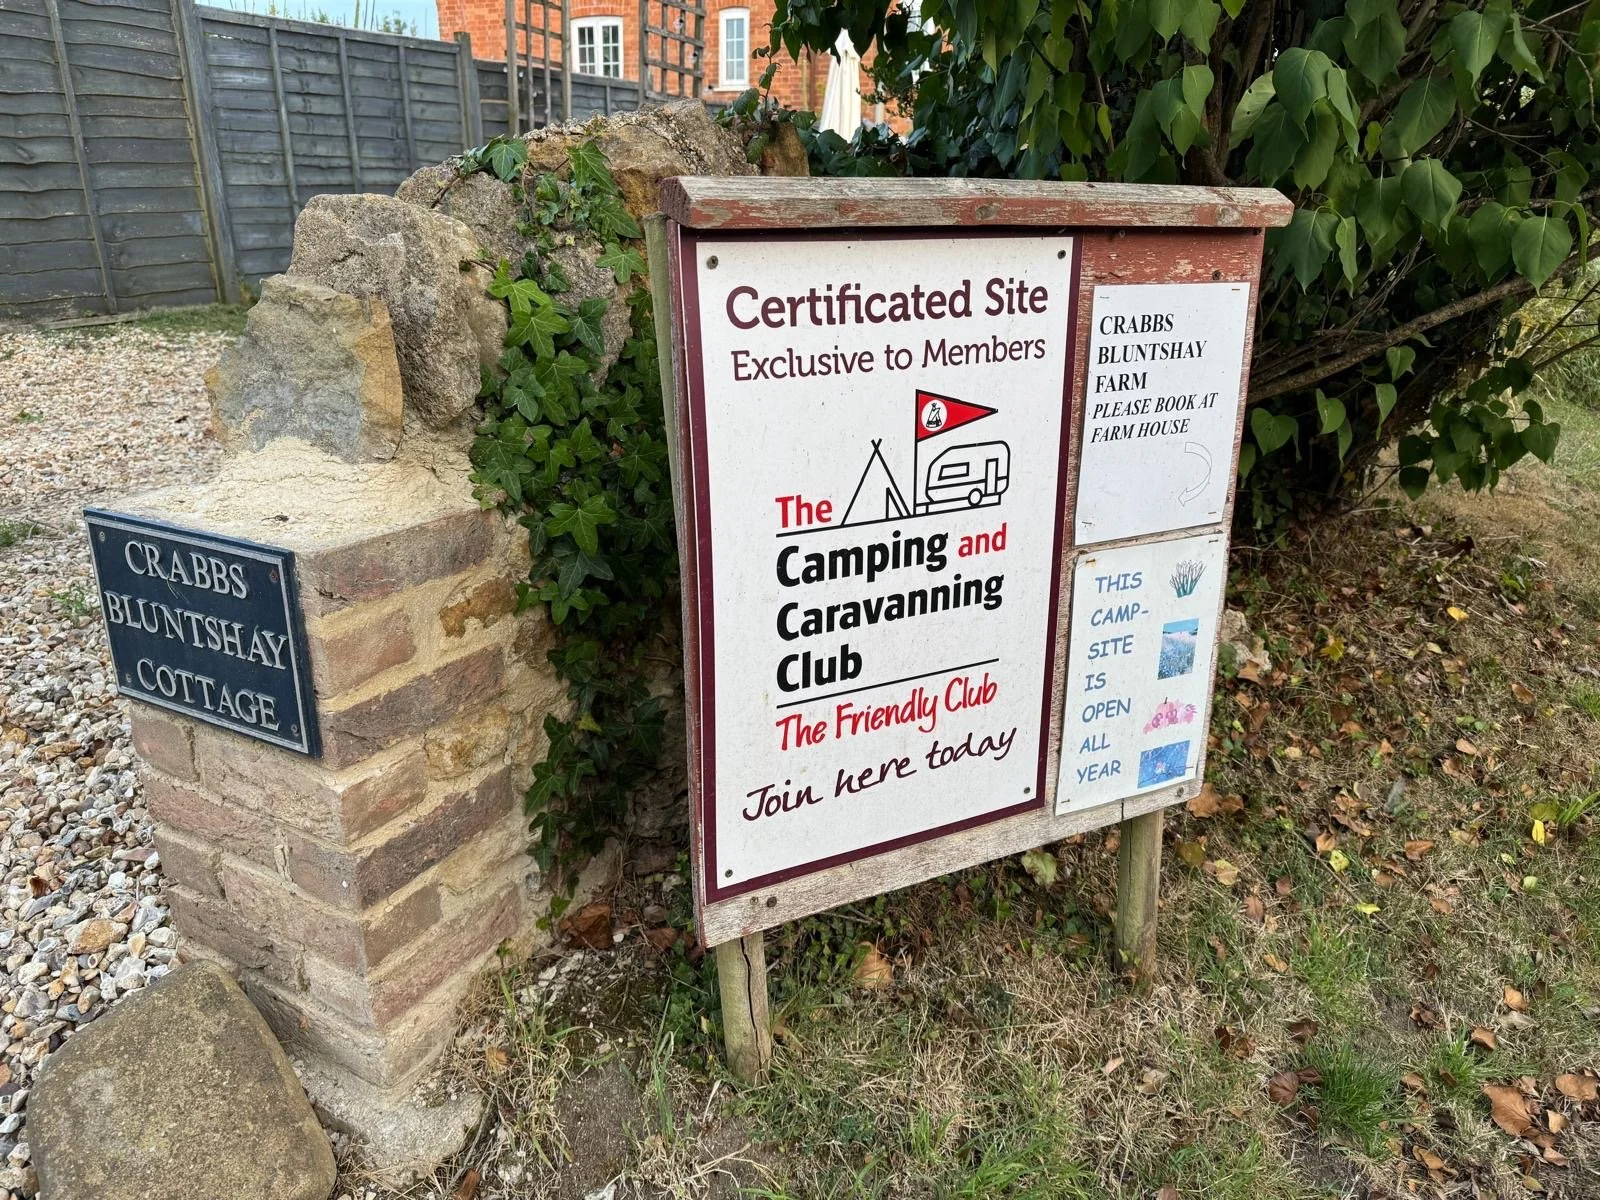 CRABBS
BLUNTSHAY
COTTAGE
Certificated Site
Exclusive to Members
The
Camping and
Caravanning
Club
The Friendly Club
Join here today
CRABBS
BLUNTSHAY
FARM
PLEASE BOOK AT
FARM HOUSE
THIS
CAMP-
SITE
IS
OPEN
ALL
YEAR